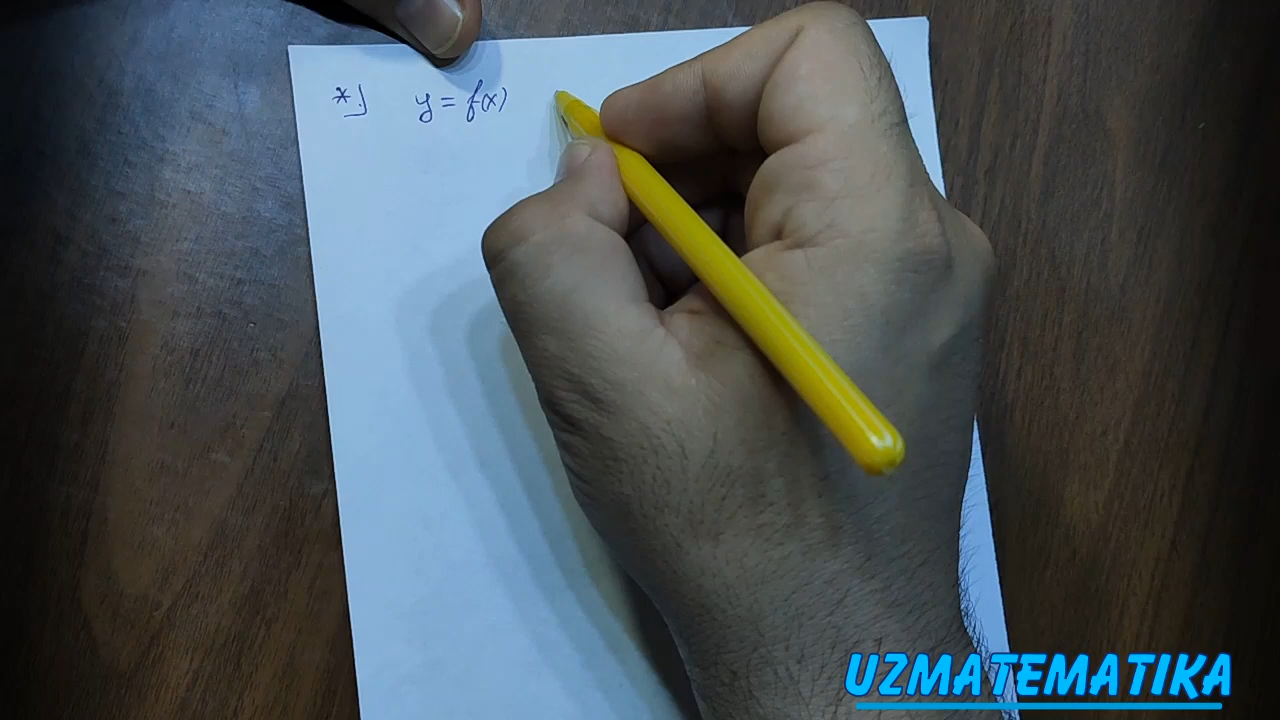 *) y = f(x)
UZMATEMATIKA